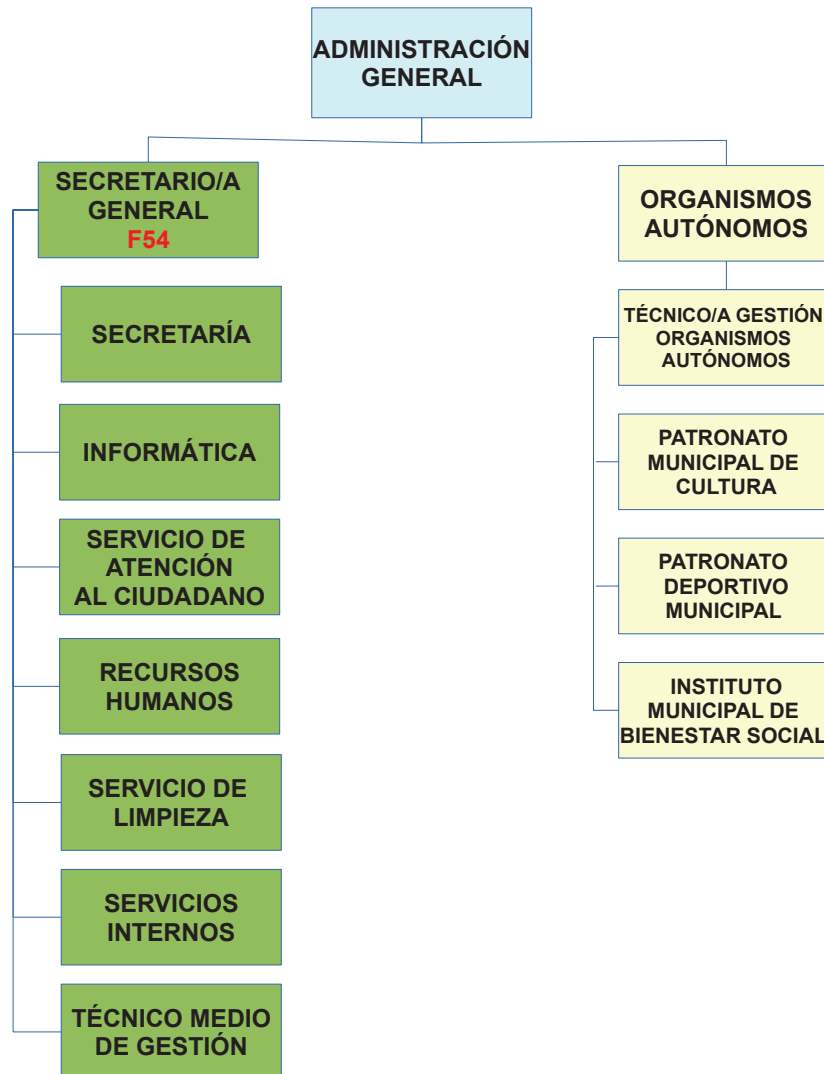 ADMINISTRACIÓN
GENERAL
SECRETARIO/A
GENERAL
F54
SECRETARÍA
INFORMÁTICA
SERVICIO DE
ATENCIÓN
AL CIUDADANO
RECURSOS
HUMANOS
SERVICIO DE
LIMPIEZA
SERVICIOS
INTERNOS
TÉCNICO MEDIO
DE GESTIÓN
ORGANISMOS
AUTÓNOMOS
TÉCNICO/A GESTIÓN
ORGANISMOS
AUTÓNOMOS
PATRONATO
MUNICIPAL DE
CULTURA
PATRONATO
DEPORTIVO
MUNICIPAL
INSTITUTO
MUNICIPAL DE
BIENESTAR SOCIAL